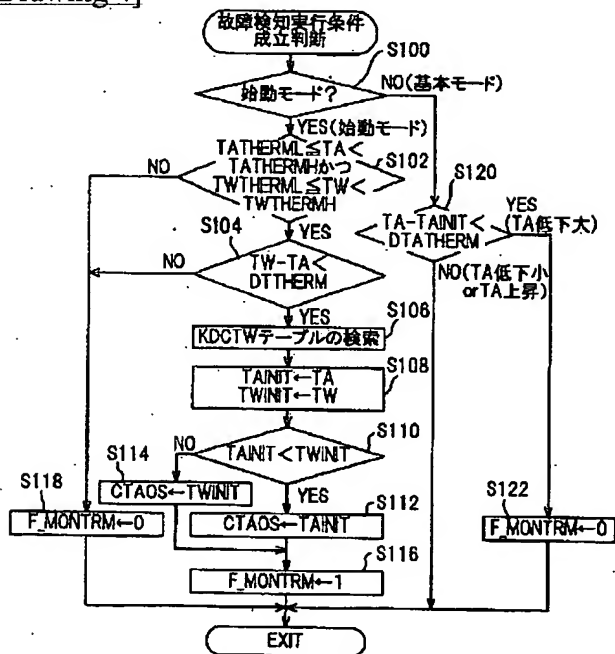 故障検知実行条件
成立判断
S100
始動モード?
NO(基本モード)
YES(始動モード)
TATHERML≦TA<
TATHERMHかつ
TWTHERML≦TW<
TWTHERMH
S102
NO
YES
S120
TA-TAINIT<
DTATHERM
YES
(TA低下大)
NO(TA低下小
orTA上昇)
S104
TW-TA<
DTTHERM
NO
YES
S106
KDCTWテーブルの検索
S108
TAINIT←TA
TWINIT←TW
S110
TAINIT<TWINIT
NO
YES
S114
CTAOS←TWINIT
S112
CTAOS←TAINIT
S118
F_MONTRM←0
S122
F_MONTRM←0
S116
F_MONTRM←1
EXIT